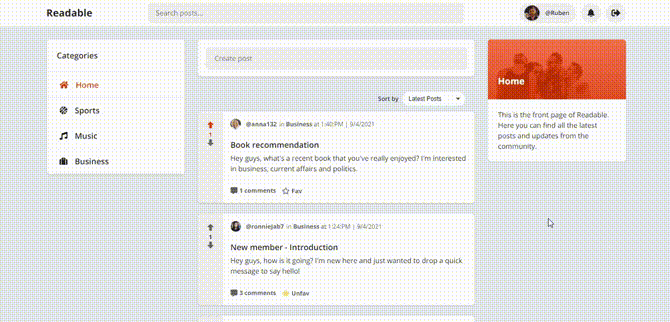 Readable
Search posts...
@Ruben
Categories
Home
Sports
Music
Business
Create post
Sort by
Latest Posts
1
@anna132 in Business at 1:40:PM | 9/4/2021
Book recommendation
Hey guys, what's a recent book that you've really enjoyed? I'm interested
in business, current affairs and politics.
1 comments
Fav
1
@ronniejab7 in Business at 1:24:PM | 9/4/2021
New member - Introduction
Hey guys, how is it going? I'm new here and just wanted to drop a quick
message to say hello!
3 comments
Unfav
Home
This is the front page of Readable.
Here you can find all the latest
posts and updates from the
community.